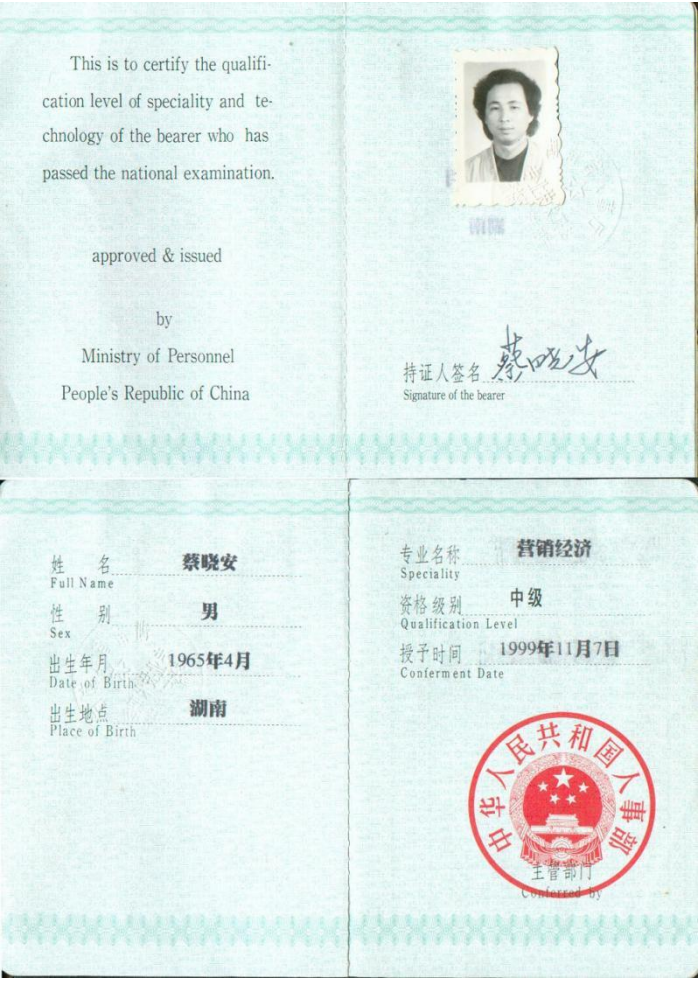 This is to certify the qualifi-
cation level of speciality and te-
chnology of the bearer who has
passed the national examination.
approved & issued
by
Ministry of Personnel
People's Republic of China
持证人签名 蔡晓安
Signature of the bearer
姓名 蔡晓安
Full Name
性别 男
Sex
出生年月 1965年4月
Date of Birth
出生地点 湖南
Place of Birth
专业名称 营销经济
Speciality
资格级别 中级
Qualification Level
授予时间 1999年11月7日
Conferment Date
中华人民共和国人事部
主管部门
Conferred by